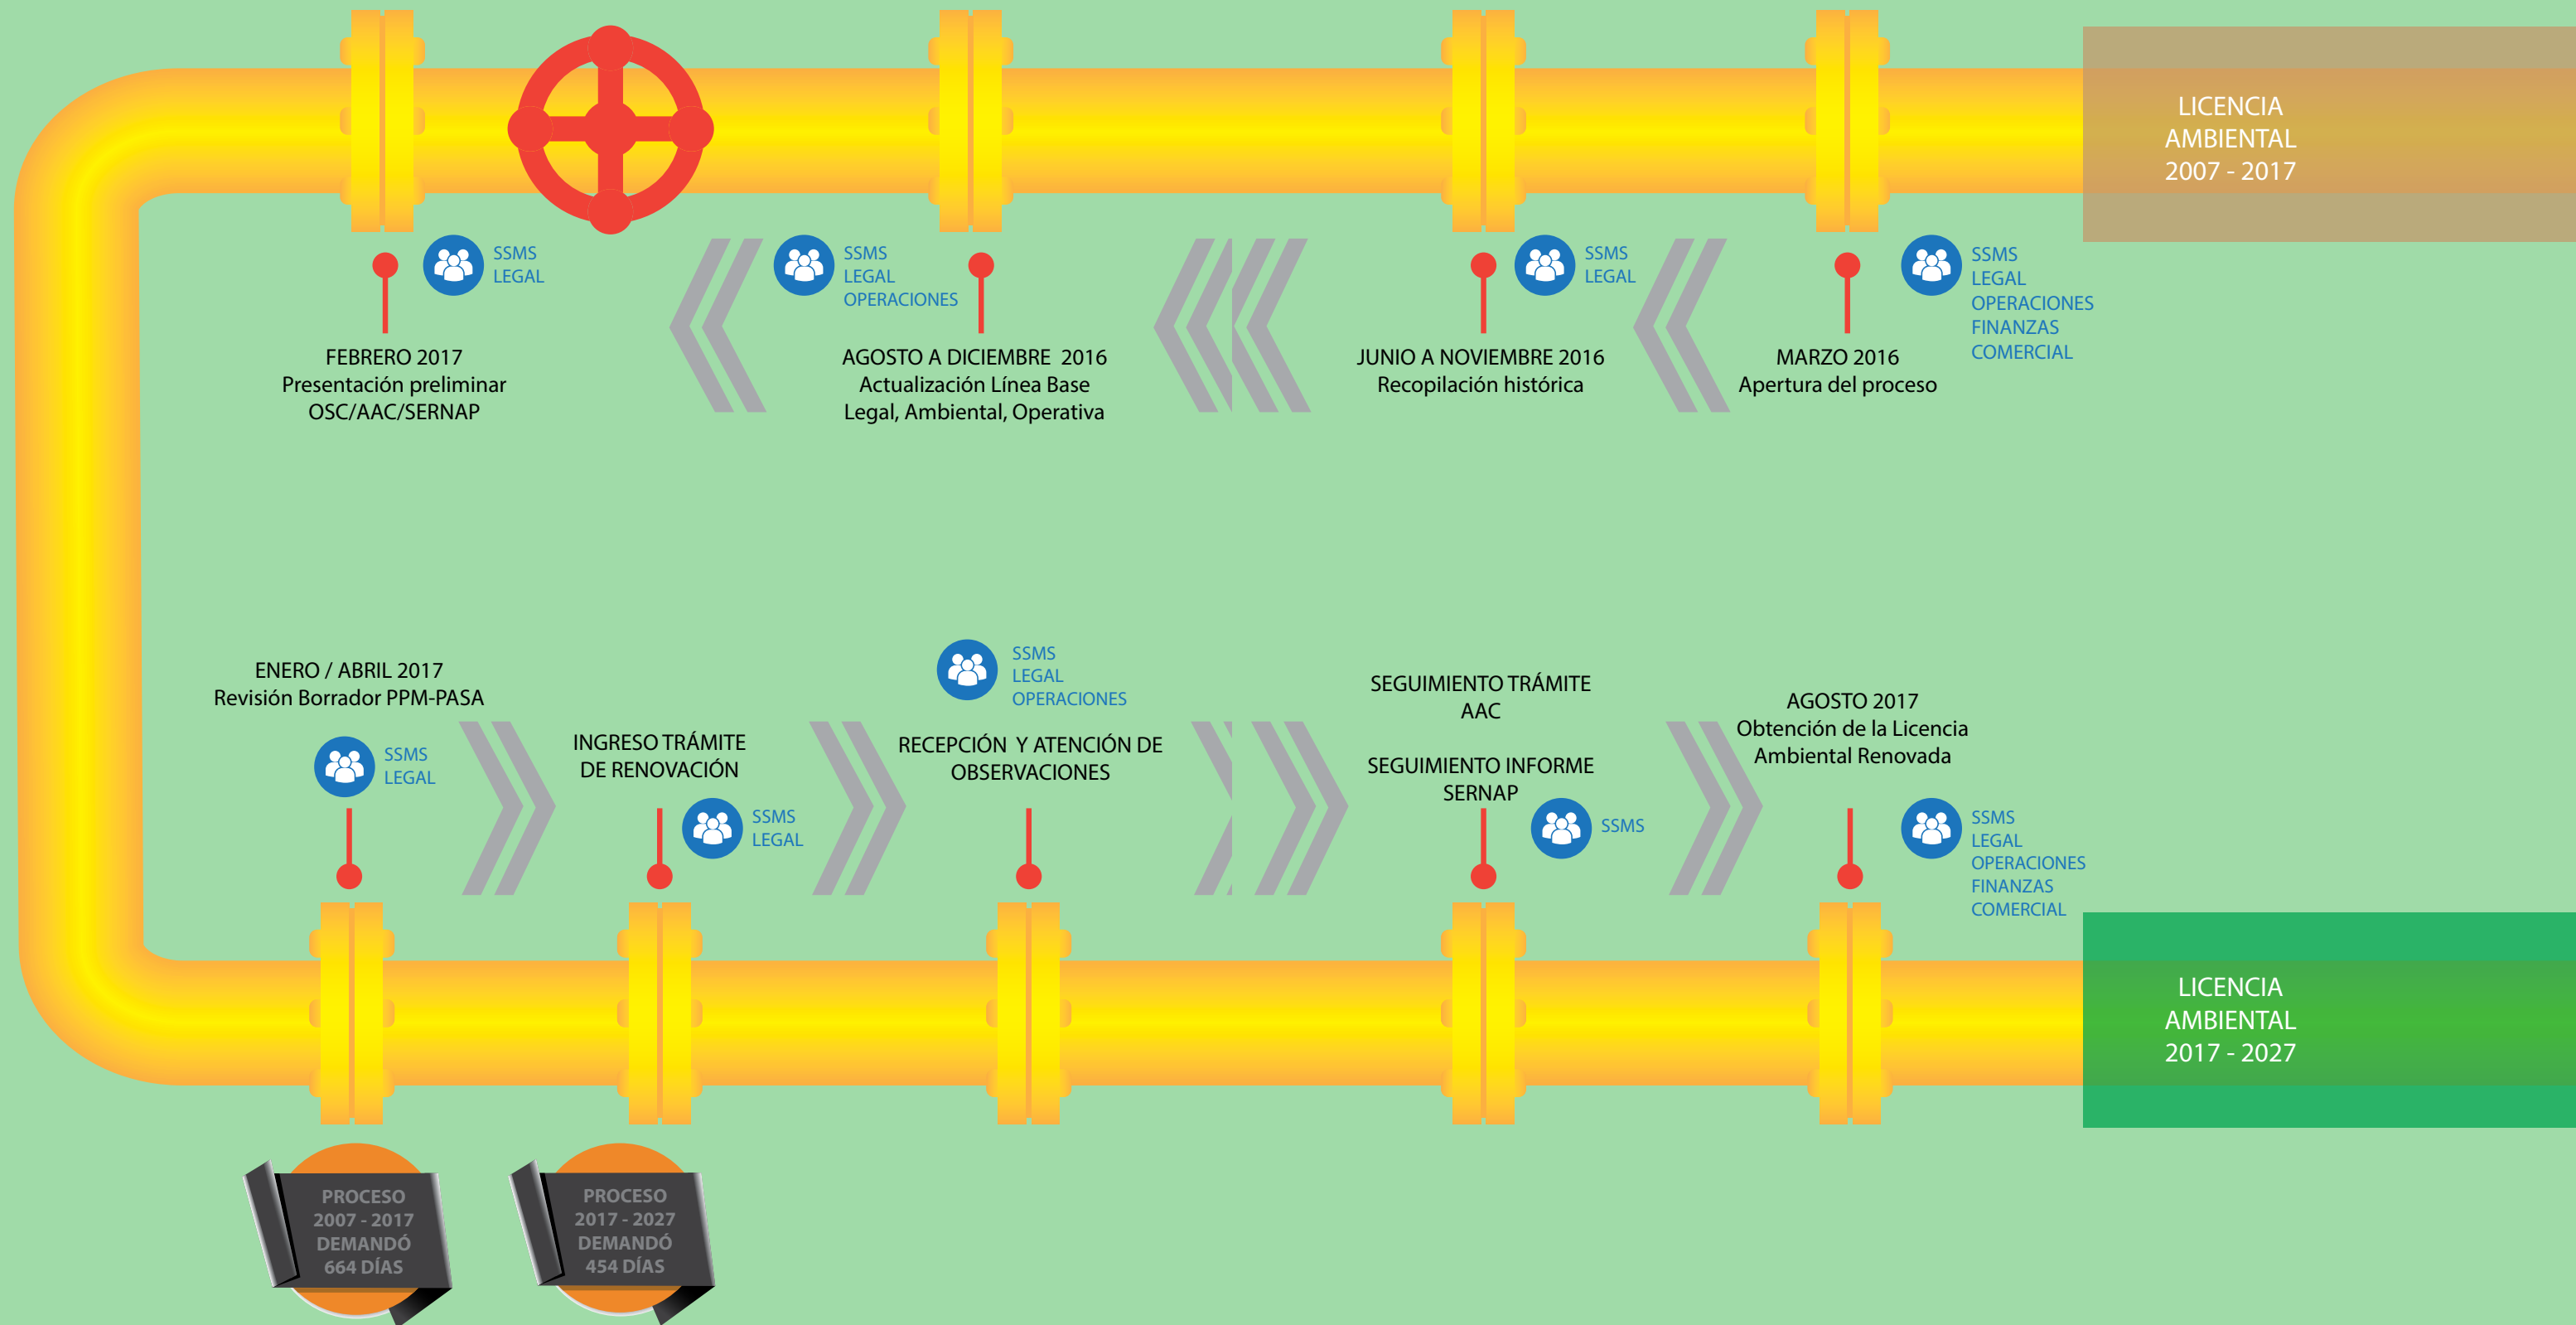 LICENCIA
AMBIENTAL
2007 - 2017
SSMS
LEGAL
OPERACIONES
FINANZAS
COMERCIAL
MARZO 2016
Apertura del proceso
SSMS
LEGAL
JUNIO A NOVIEMBRE 2016
Recopilación histórica
SSMS
LEGAL
OPERACIONES
AGOSTO A DICIEMBRE 2016
Actualización Línea Base
Legal, Ambiental, Operativa
SSMS
LEGAL
FEBRERO 2017
Presentación preliminar
OSC/AAC/SERNAP
ENERO / ABRIL 2017
Revisión Borrador PPM-PASA
SSMS
LEGAL
INGRESO TRÁMITE
DE RENOVACIÓN
SSMS
LEGAL
SSMS
LEGAL
OPERACIONES
RECEPCIÓN Y ATENCIÓN DE
OBSERVACIONES
SEGUIMIENTO TRÁMITE
AAC
SEGUIMIENTO INFORME
SERNAP
SSMS
AGOSTO 2017
Obtención de la Licencia
Ambiental Renovada
SSMS
LEGAL
OPERACIONES
FINANZAS
COMERCIAL
LICENCIA
AMBIENTAL
2017 - 2027
PROCESO
2007 - 2017
DEMANDÓ
664 DÍAS
PROCESO
2017 - 2027
DEMANDÓ
454 DÍAS